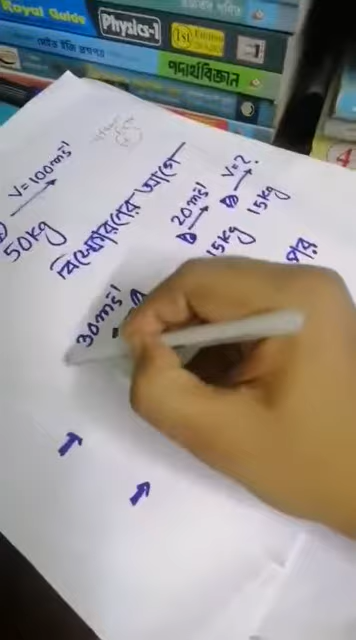 Royal Guide
Physics-1
1st
পদার্থবিজ্ঞান
4
V = 100ms⁻¹
50kg
বিস্ফোরণের আগে
20ms⁻¹
15kg
V = ?
15kg
পর
30ms⁻¹